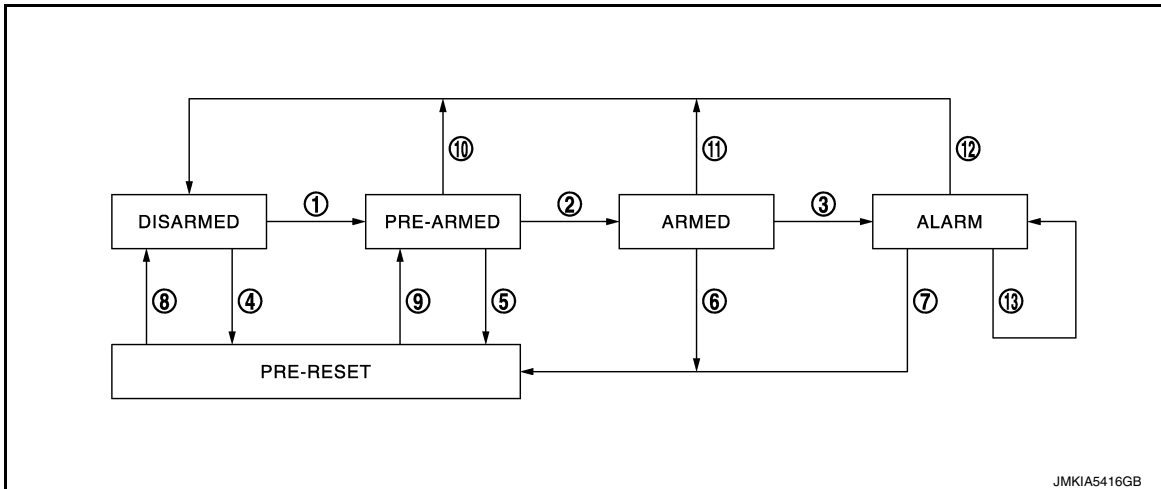 ⑩ ⑪ ⑫
DISARMED ① PRE-ARMED ② ARMED ③ ALARM
⑧ ④ ⑨ ⑤ ⑥ ⑦ ⑬
PRE-RESET
JMKIA5416GB